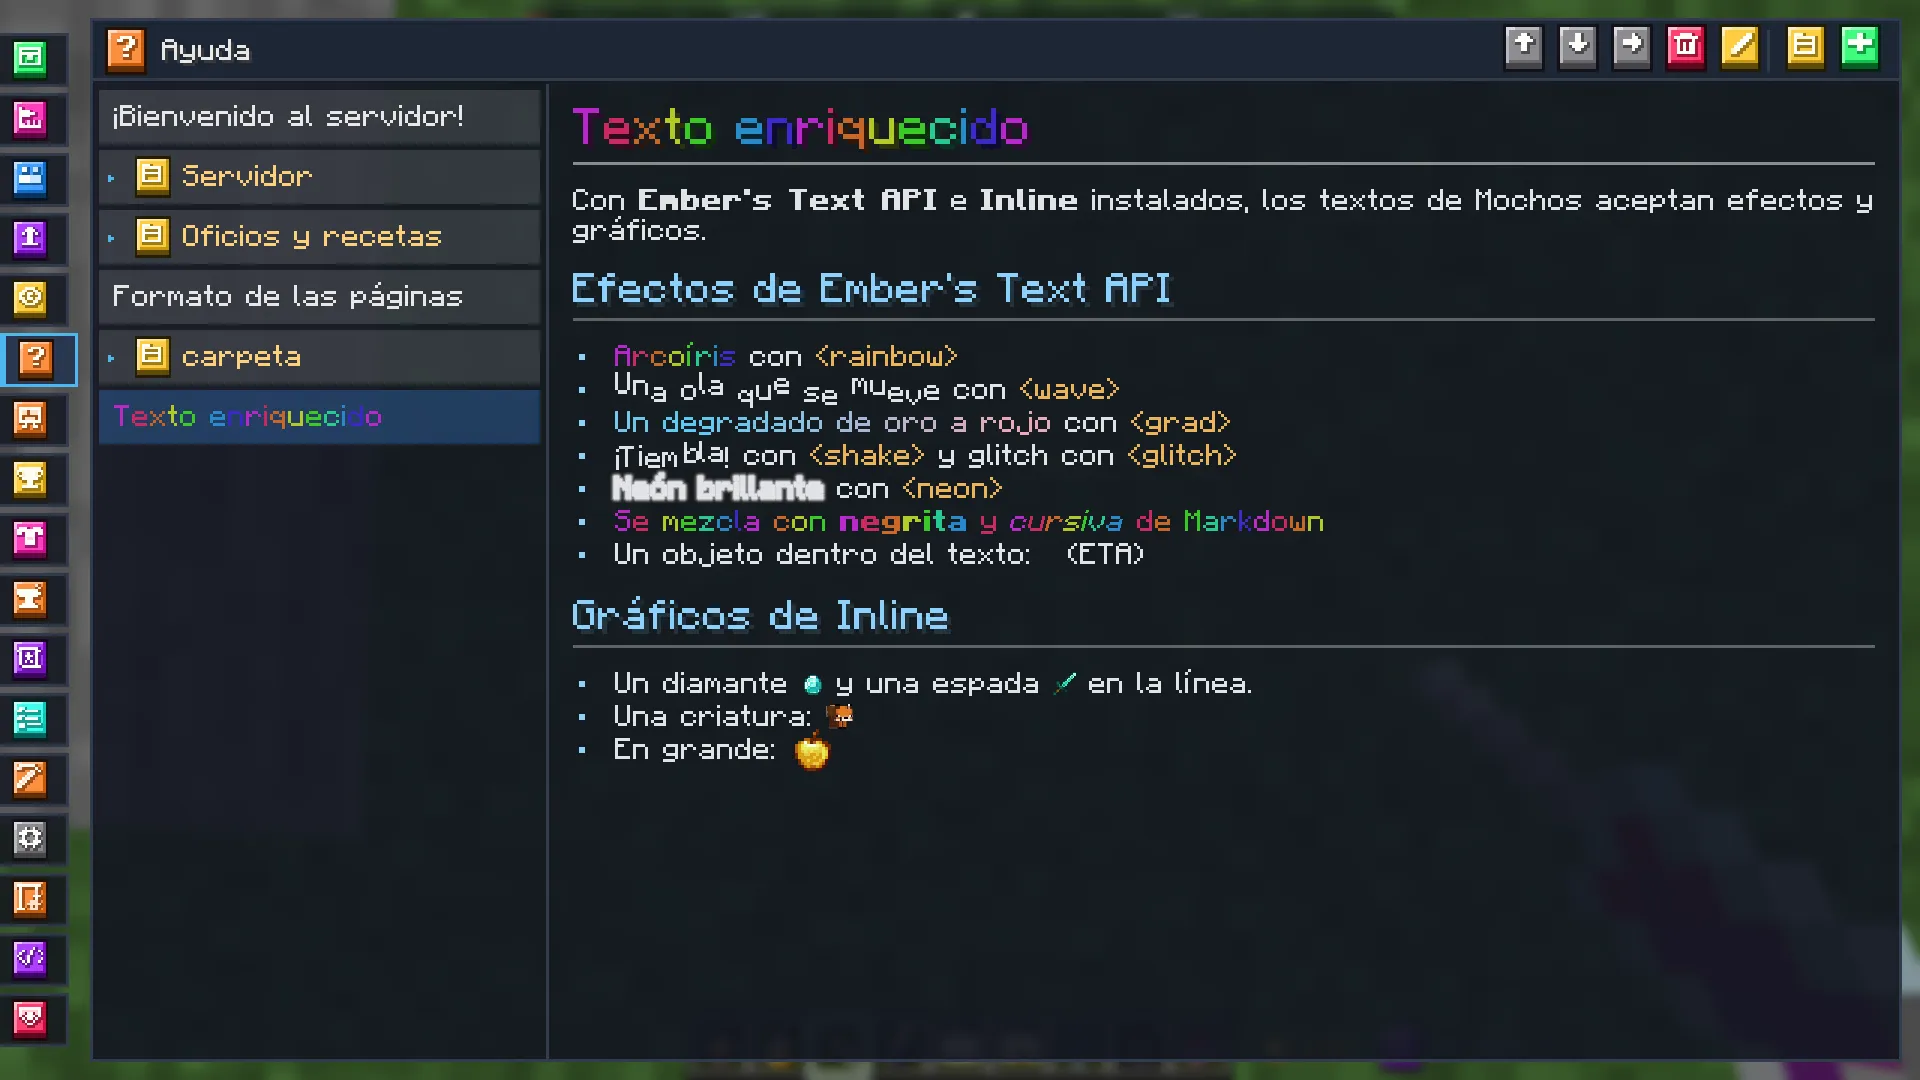 Ayuda
¡Bienvenido al servidor!
Servidor
Oficios y recetas
Formato de las páginas
carpeta
Texto enriquecido
Texto enriquecido
Con Ember's Text API e Inline instalados, los textos de Mochos aceptan efectos y
gráficos.
Efectos de Ember's Text API
Arcoíris con <rainbow>
Una ola que se mueve con <wave>
Un degradado de oro a rojo con <grad>
¡Tiembla! con <shake> y glitch con <glitch>
Neón brillante con <neon>
Se mezcla con negrita y cursiva de Markdown
Un objeto dentro del texto: (ETA)
Gráficos de Inline
Un diamante y una espada en la línea.
Una criatura:
En grande: